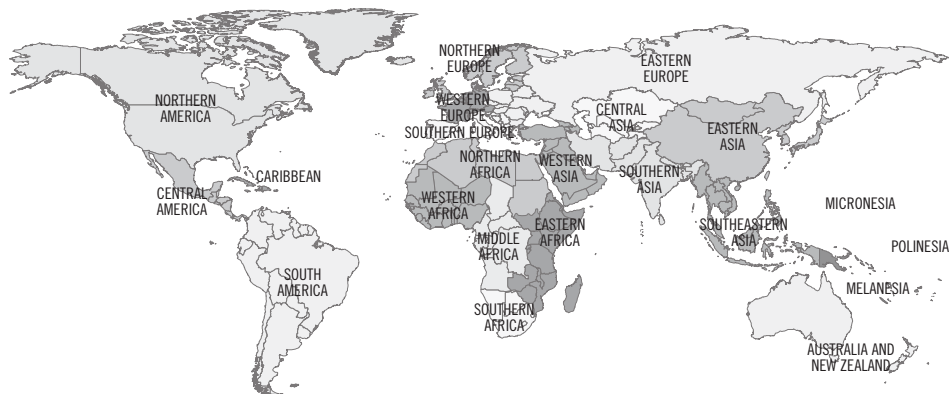 NORTHERN
EUROPE
EASTERN
EUROPE
NORTHERN
AMERICA
WESTERN
EUROPE
CENTRAL
ASIA
SOUTHERN EUROPE
EASTERN
ASIA
NORTHERN
AFRICA
WESTERN
ASIA
SOUTHERN
ASIA
CARIBBEAN
CENTRAL
AMERICA
WESTERN
AFRICA
MICRONESIA
EASTERN
AFRICA
SOUTHEASTERN
ASIA
MIDDLE
AFRICA
POLINESIA
SOUTH
AMERICA
MELANESIA
SOUTHERN
AFRICA
AUSTRALIA AND
NEW ZEALAND